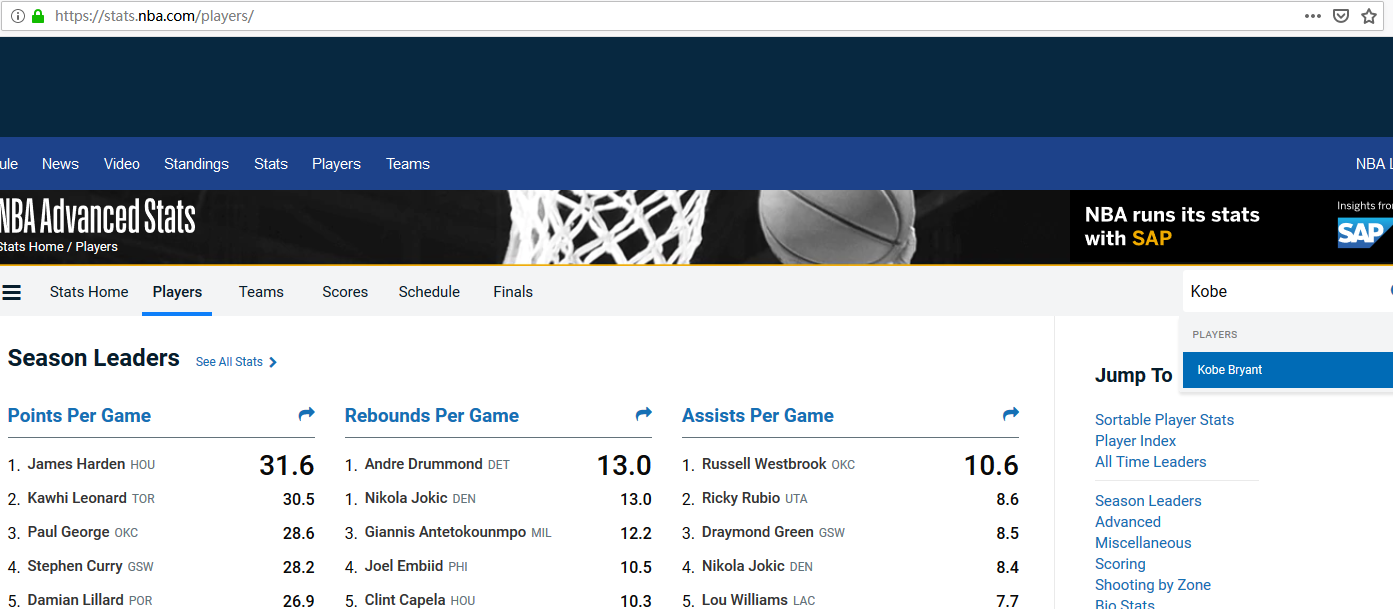 https://stats.nba.com/players/
ule News Video Standings Stats Players Teams NBA L
NBA Advanced Stats
Stats Home / Players
NBA runs its stats
with SAP
Insights from
SAP
Stats Home Players Teams Scores Schedule Finals
Kobe
PLAYERS
Kobe Bryant
Season Leaders See All Stats
Points Per Game
1. James Harden HOU 31.6
2. Kawhi Leonard TOR 30.5
3. Paul George OKC 28.6
4. Stephen Curry GSW 28.2
5. Damian Lillard POR 26.9
Rebounds Per Game
1. Andre Drummond DET 13.0
1. Nikola Jokic DEN 13.0
3. Giannis Antetokounmpo MIL 12.2
4. Joel Embiid PHI 10.5
5. Clint Capela HOU 10.3
Assists Per Game
1. Russell Westbrook OKC 10.6
2. Ricky Rubio UTA 8.6
3. Draymond Green GSW 8.5
4. Nikola Jokic DEN 8.4
5. Lou Williams LAC 7.7
Jump To
Sortable Player Stats
Player Index
All Time Leaders
Season Leaders
Advanced
Miscellaneous
Scoring
Shooting by Zone
Bio Stats